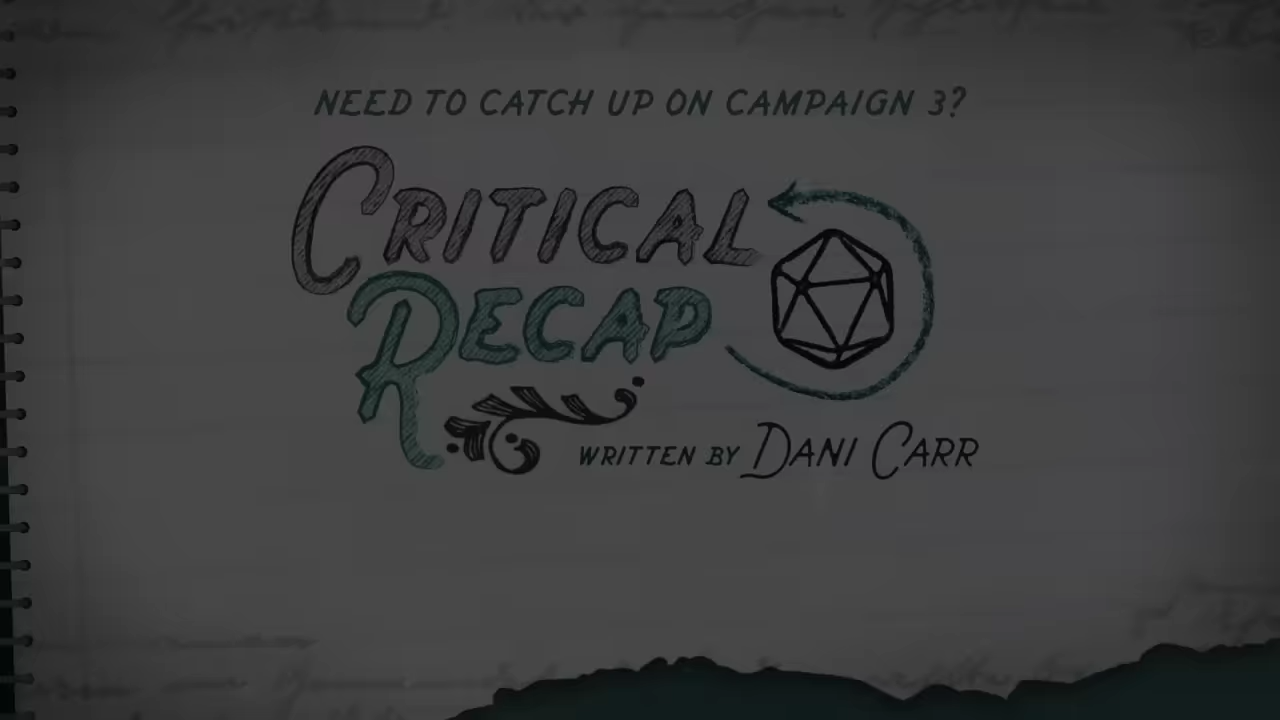 NEED TO CATCH UP ON CAMPAIGN 3?
CRITICAL
RECAP
WRITTEN BY DANI CARR